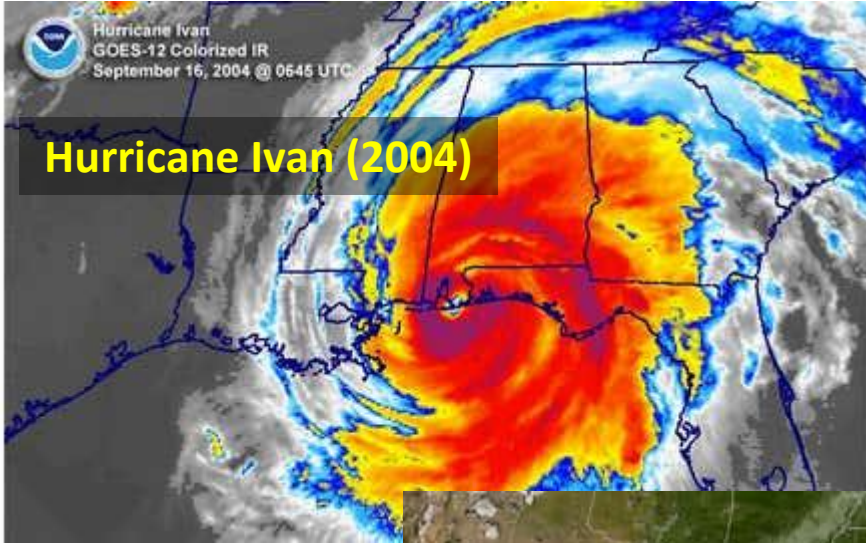 Hurricane Ivan
GOES-12 Colorized IR
September 16, 2004 @ 0645 UTC
Hurricane Ivan (2004)